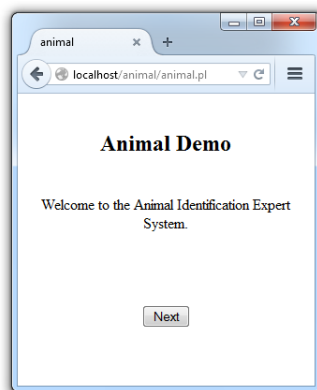 animal
localhost/animal/animal.pl
Animal Demo
Welcome to the Animal Identification Expert
System.
Next